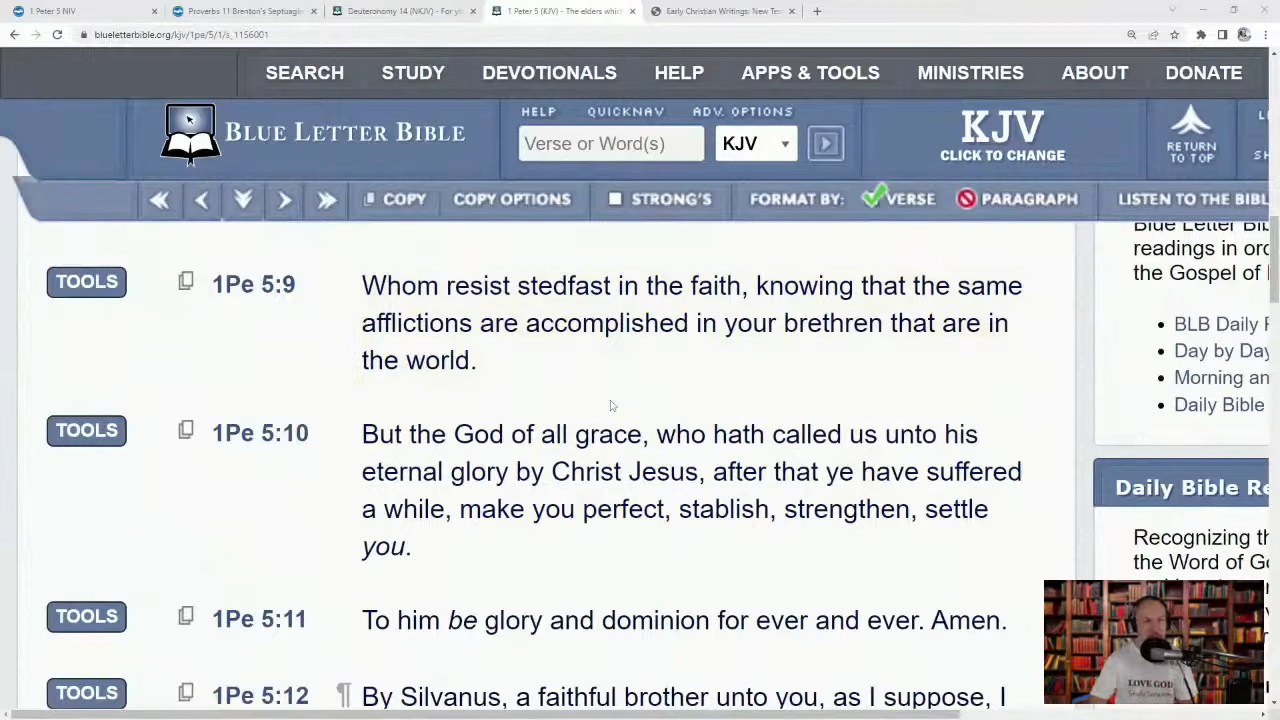 1 Peter 5 NIV
Proverbs 11 Brenton's Septuagi
Deuteronomy 14 (NKJV) - For yo
1 Peter 5 (KJV) - The elders whic
Early Christian Writings: New Tes
blueletterbible.org/kjv/1pe/5/1/s_1156001
SEARCH STUDY DEVOTIONALS HELP APPS & TOOLS MINISTRIES ABOUT DONATE
HELP QUICKNAV ADV. OPTIONS
BLUE LETTER BIBLE
Verse or Word(s)
KJV
KJV
CLICK TO CHANGE
RETURN
TO TOP
COPY COPY OPTIONS STRONG'S FORMAT BY: VERSE PARAGRAPH LISTEN TO THE BIBL
TOOLS 1Pe 5:9 Whom resist stedfast in the faith, knowing that the same
afflictions are accomplished in your brethren that are in
the world.
TOOLS 1Pe 5:10 But the God of all grace, who hath called us unto his
eternal glory by Christ Jesus, after that ye have suffered
a while, make you perfect, stablish, strengthen, settle
you.
TOOLS 1Pe 5:11 To him be glory and dominion for ever and ever. Amen.
TOOLS 1Pe 5:12 ¶ By Silvanus, a faithful brother unto you, as I suppose, I
Blue Letter Bib
readings in ord
the Gospel of
• BLB Daily
• Day by Day
• Morning an
• Daily Bible
Daily Bible Re
Recognizing th
the Word of Go
LOVE GOD